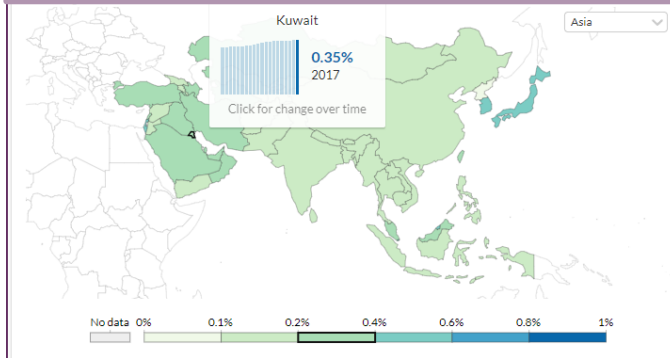 Kuwait
Asia
0.35%
2017
Click for change over time
No data 0% 0.1% 0.2% 0.4% 0.6% 0.8% 1%